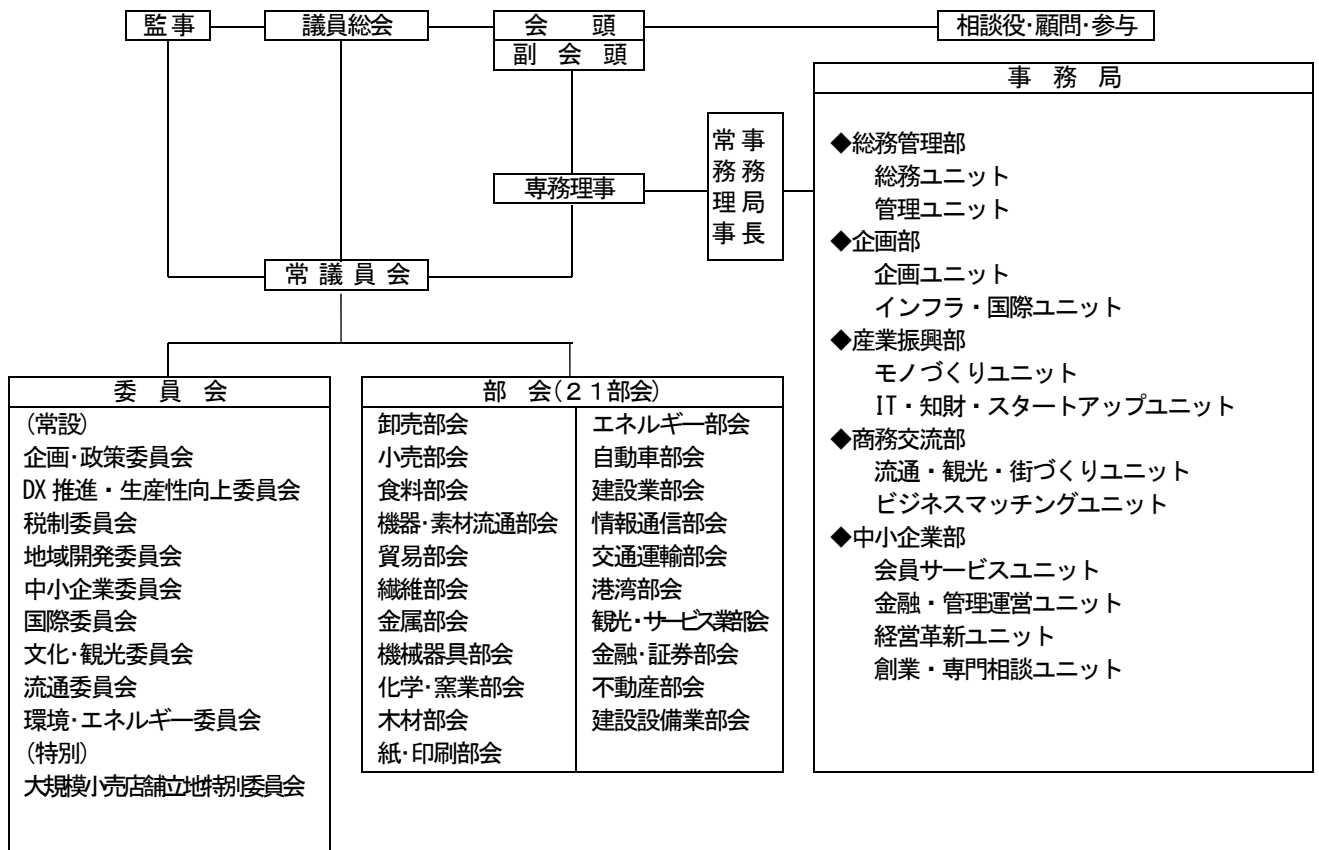 監事
議員総会
会　頭
副　会　頭
相談役･顧問･参与
専務理事
常務理事
事務局長
常 議 員 会
事　務　局
◆総務管理部
総務ユニット
管理ユニット
◆企画部
企画ユニット
インフラ・国際ユニット
◆産業振興部
モノづくりユニット
IT・知財・スタートアップユニット
◆商務交流部
流通・観光・街づくりユニット
ビジネスマッチングユニット
◆中小企業部
会員サービスユニット
金融・管理運営ユニット
経営革新ユニット
創業・専門相談ユニット
委　員　会
(常設)
企画･政策委員会
DX 推進・生産性向上委員会
税制委員会
地域開発委員会
中小企業委員会
国際委員会
文化･観光委員会
流通委員会
環境･エネルギー委員会
(特別)
大規模小売店舗立地特別委員会
部　会(２１部会)
卸売部会
小売部会
食料部会
機器･素材流通部会
貿易部会
繊維部会
金属部会
機械器具部会
化学･窯業部会
木材部会
紙･印刷部会
エネルギー部会
自動車部会
建設業部会
情報通信部会
交通運輸部会
港湾部会
観光・サービス業部会
金融･証券部会
不動産部会
建設設備業部会